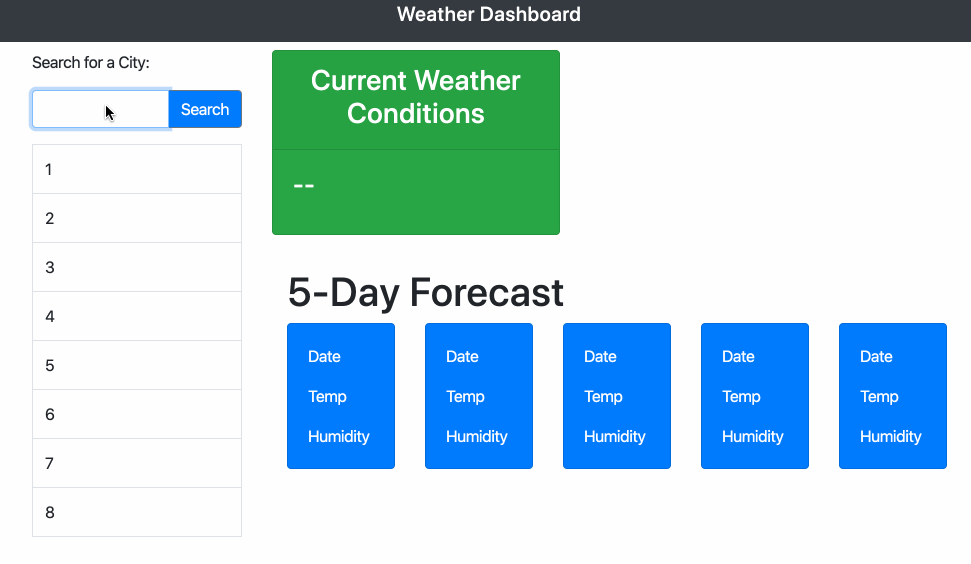 Weather Dashboard
Search for a City:
Search
1
2
3
4
5
6
7
8
Current Weather
Conditions
--
5-Day Forecast
Date
Temp
Humidity
Date
Temp
Humidity
Date
Temp
Humidity
Date
Temp
Humidity
Date
Temp
Humidity